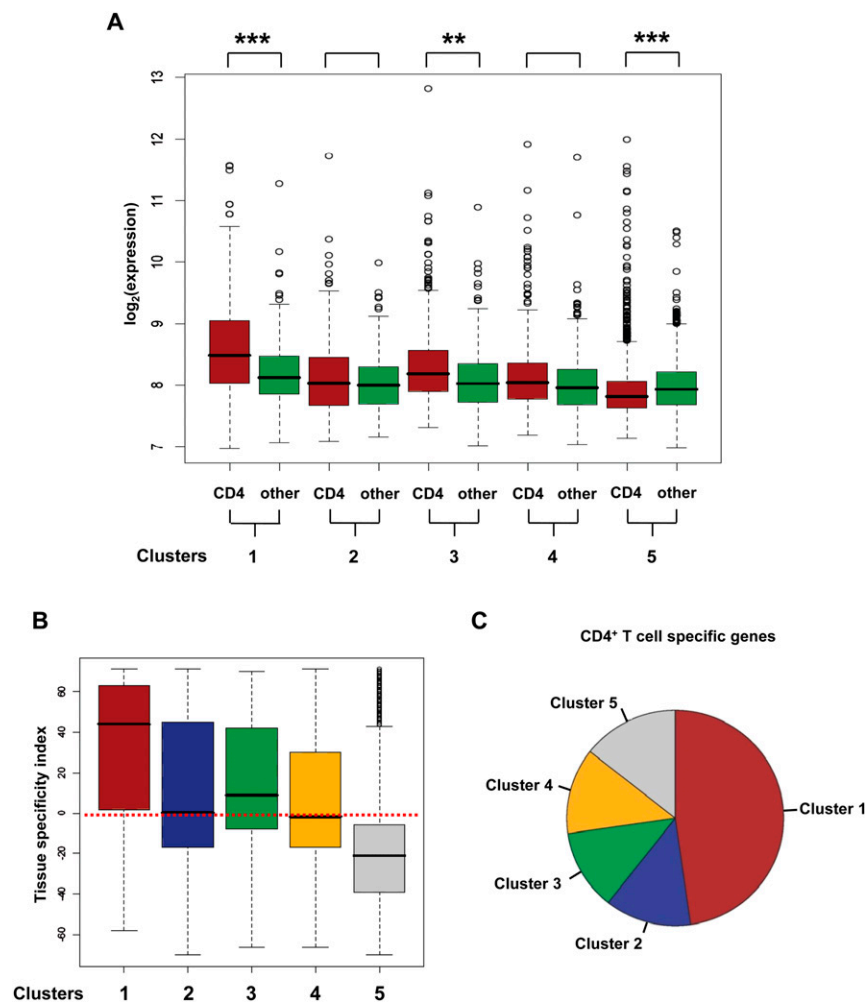 A
*** ** ***
13
12
11
10
9
8
7
log2(expression)
CD4 other CD4 other CD4 other CD4 other CD4 other
Clusters 1 2 3 4 5
B
60
40
20
0
-20
-40
-60
Tissue specificity index
Clusters 1 2 3 4 5
C
CD4⁺ T cell specific genes
Cluster 5
Cluster 4
Cluster 1
Cluster 3
Cluster 2